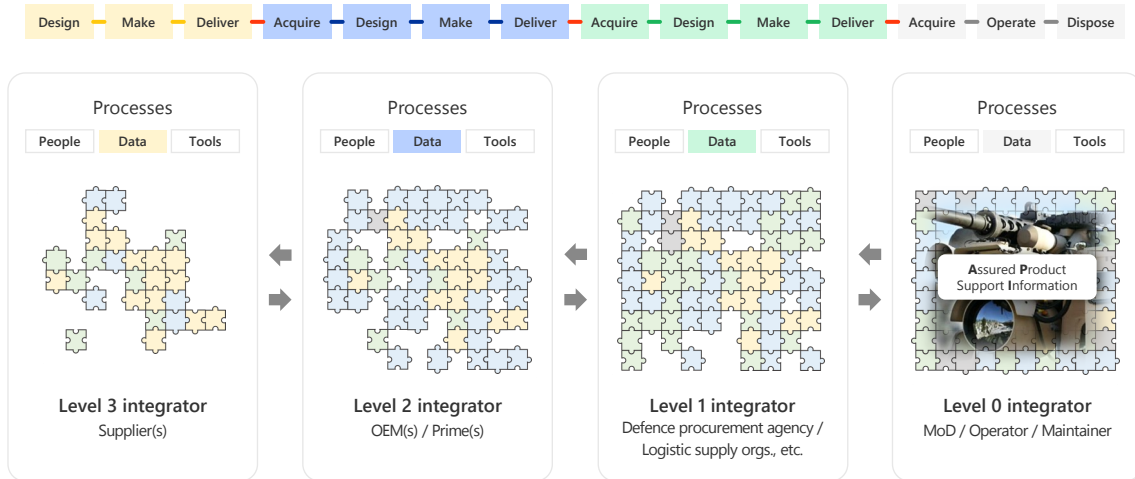 Design Make Deliver Acquire Design Make Deliver Acquire Design Make Deliver Acquire Operate Dispose
Processes
People Data Tools
Level 3 integrator
Supplier(s)
Processes
People Data Tools
Level 2 integrator
OEM(s) / Prime(s)
Processes
People Data Tools
Level 1 integrator
Defence procurement agency /
Logistic supply orgs., etc.
Processes
People Data Tools
Assured Product
Support Information
Level 0 integrator
MoD / Operator / Maintainer